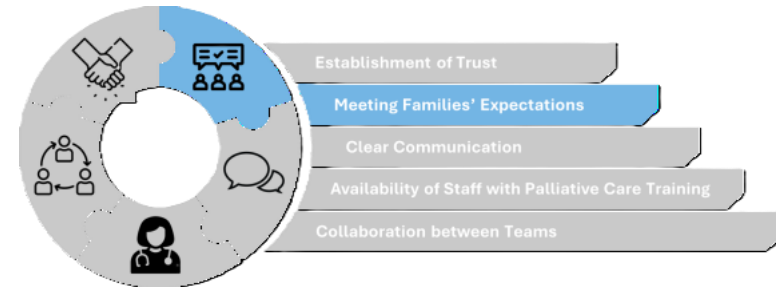 Establishment of Trust
Meeting Families' Expectations
Clear Communication
Availability of Staff with Palliative Care Training
Collaboration between Teams